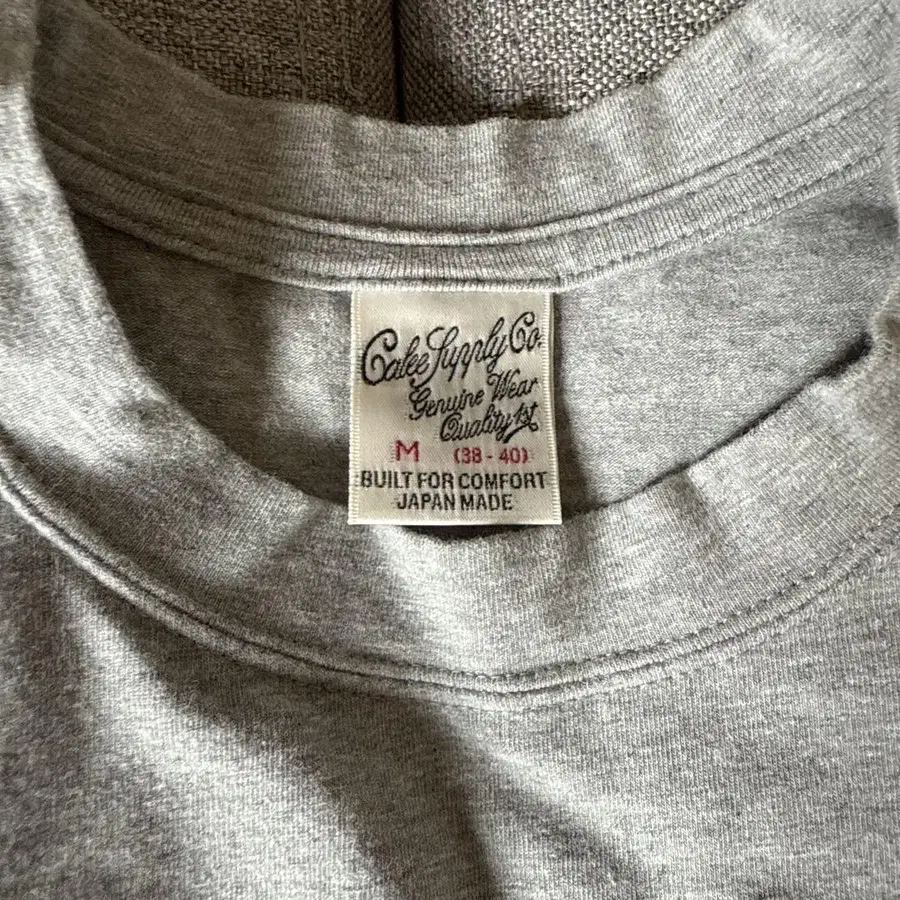 Calee Supply Co.
Genuine Wear
Quality 1st.
M (38 - 40)
BUILT FOR COMFORT
JAPAN MADE